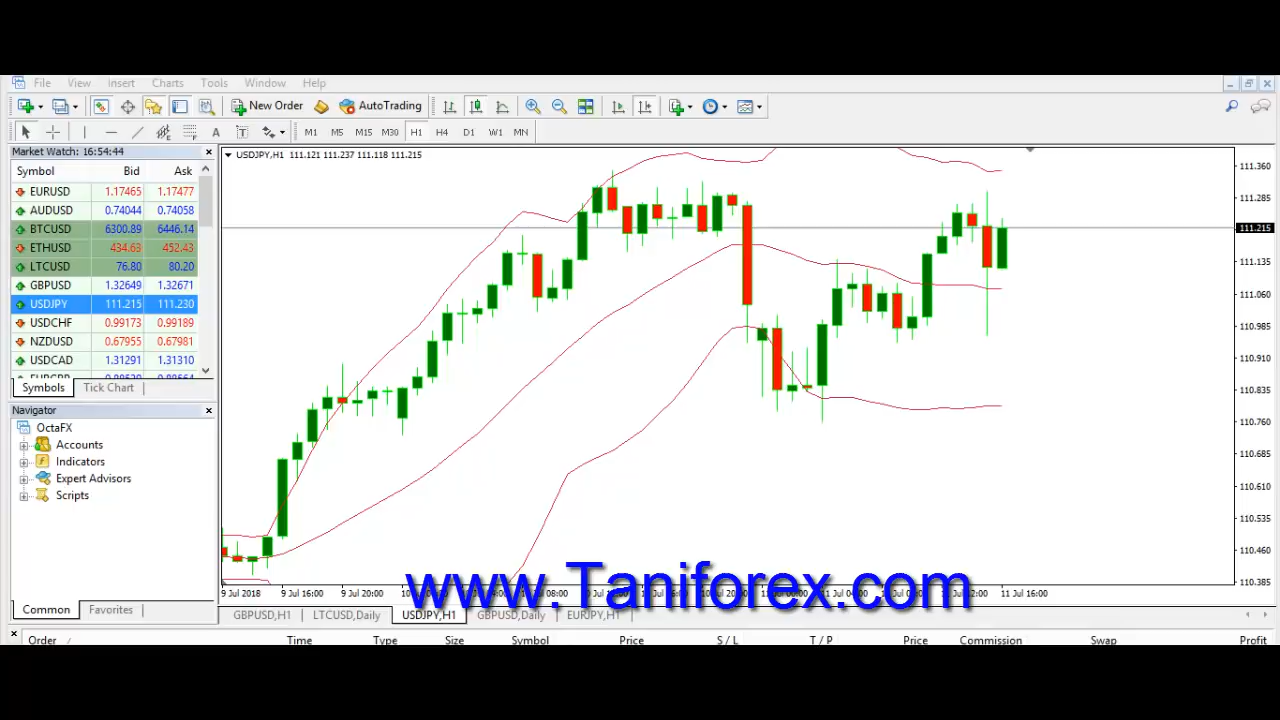 File View Insert Charts Tools Window Help
New Order AutoTrading
A T M1 M5 M15 M30 H1 H4 D1 W1 MN
Market Watch: 16:54:44
Symbol Bid Ask
EURUSD 1.17465 1.17477
AUDUSD 0.74044 0.74058
BTCUSD 6300.89 6446.14
ETHUSD 434.63 452.43
LTCUSD 76.80 80.20
GBPUSD 1.32649 1.32671
USDJPY 111.215 111.230
USDCHF 0.99173 0.99189
NZDUSD 0.67955 0.67981
USDCAD 1.31291 1.31310
Symbols Tick Chart
Navigator
OctaFX
Accounts
Indicators
Expert Advisors
Scripts
Common Favorites
USDJPY,H1 111.121 111.237 111.118 111.215
111.360
111.285
111.215
111.135
111.060
110.985
110.910
110.835
110.760
110.685
110.610
110.535
110.460
110.385
9 Jul 2018 9 Jul 16:00 9 Jul 20:00 11 Jul 16:00
www.Taniforex.com
GBPUSD,H1 LTCUSD,Daily USDJPY,H1 GBPUSD,Daily EURJPY,H1
Order Time Type Size Symbol Price S / L T / P Price Commission Swap Profit